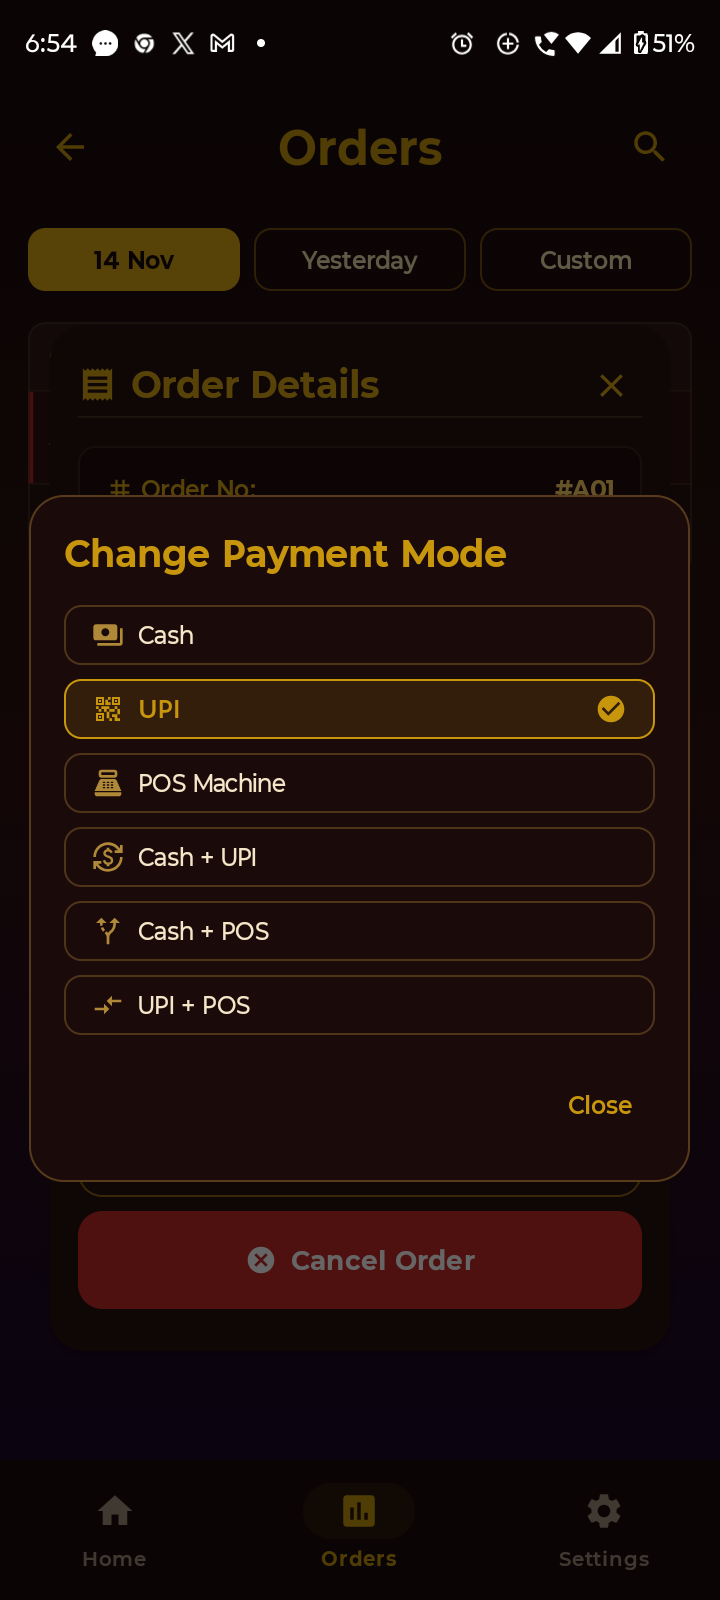 6:54
51%
Orders
14 Nov
Yesterday
Custom
Order Details
# Order No:
#A01
Change Payment Mode
Cash
UPI
POS Machine
Cash + UPI
Cash + POS
UPI + POS
Close
Cancel Order
Home
Orders
Settings